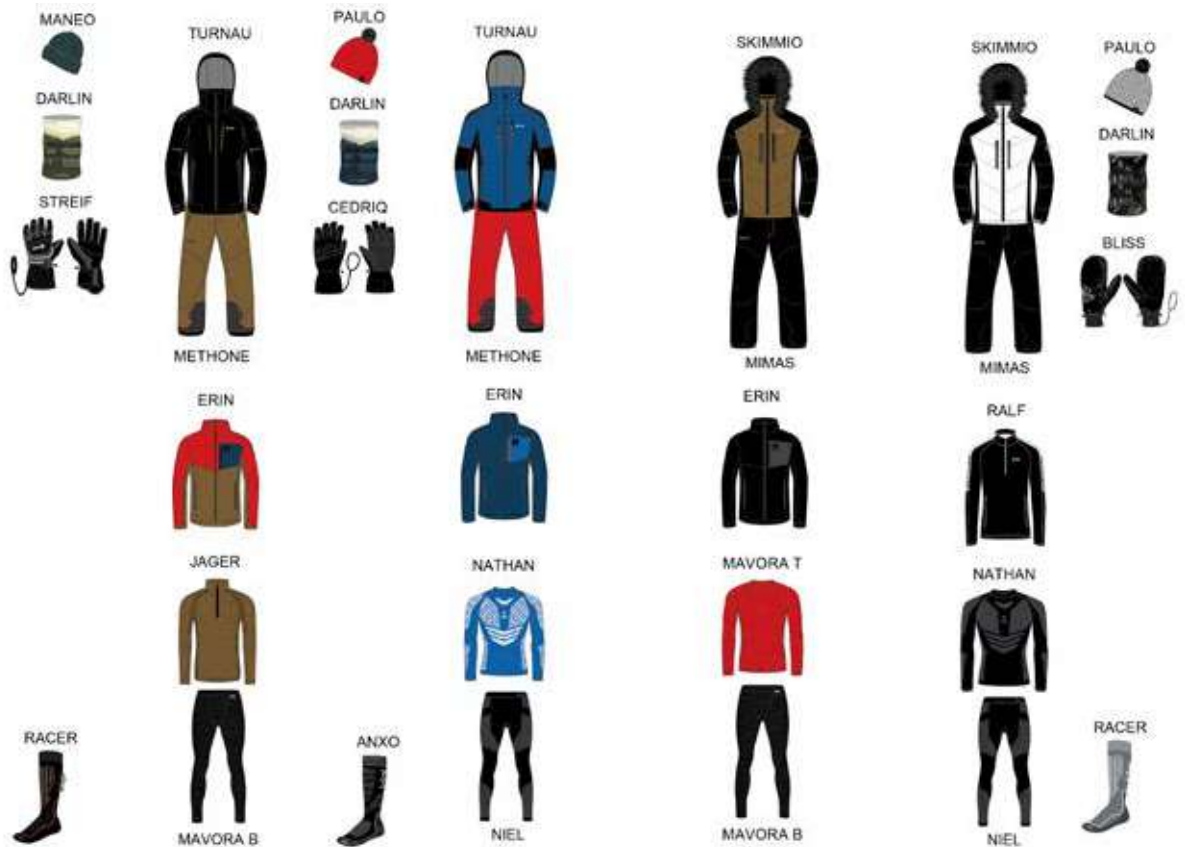 MANEO
TURNAU
PAULO
TURNAU
SKIMMIO
SKIMMIO
PAULO
DARLIN
DARLIN
DARLIN
STREIF
CEDRIQ
BLISS
METHONE
METHONE
MIMAS
MIMAS
ERIN
ERIN
ERIN
RALF
JAGER
NATHAN
MAVORA T
NATHAN
RACER
ANXO
RACER
MAVORA B
NIEL
MAVORA B
NIEL